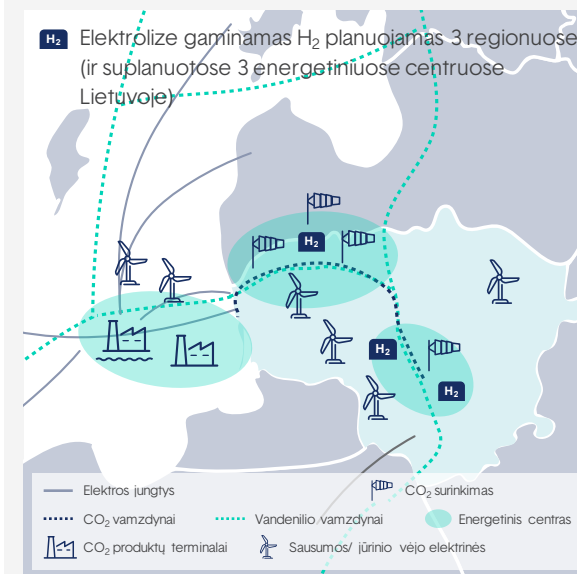 H₂ Elektrolize gaminamas H₂ planuojamas 3 regionuose
(ir suplanuotose 3 energetiniuose centruose
Lietuvoje)
H₂
H₂
H₂
Elektros jungtys
CO₂ surinkimas
CO₂ vamzdynai
Vandenilio vamzdynai
Energetinis centras
CO₂ produktų terminalai
Sausumos/ jūrinio vėjo elektrinės